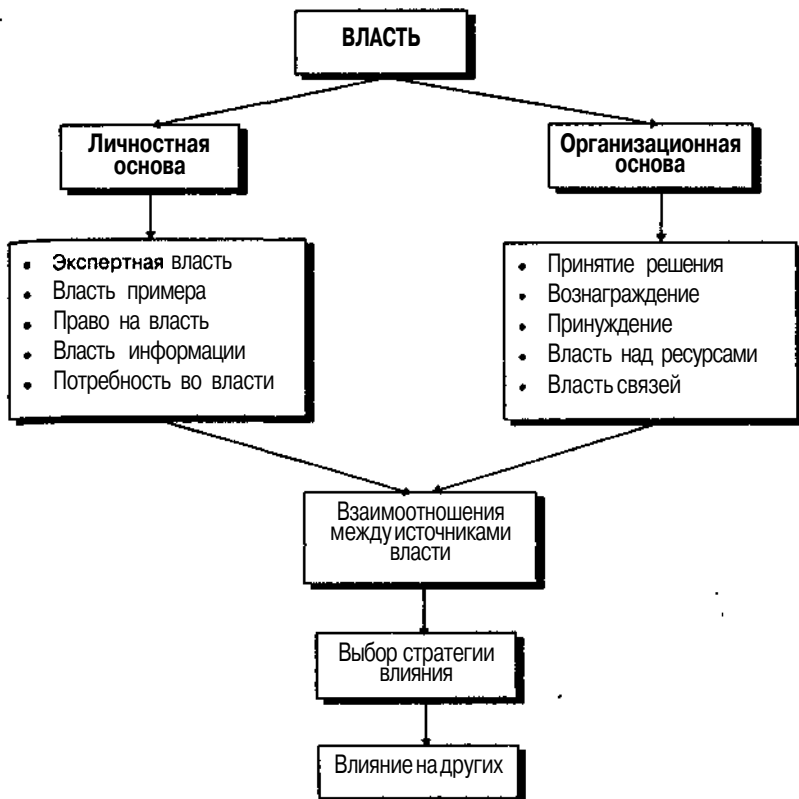 ВЛАСТЬ
Личностная
основа
Организационная
основа
• Экспертная власть
• Власть примера
• Право на власть
• Власть информации
• Потребность во власти
• Принятие решения
• Вознаграждение
• Принуждение
• Власть над ресурсами
• Власть связей
Взаимоотношения
между источниками
власти
Выбор стратегии
влияния
Влияние на других